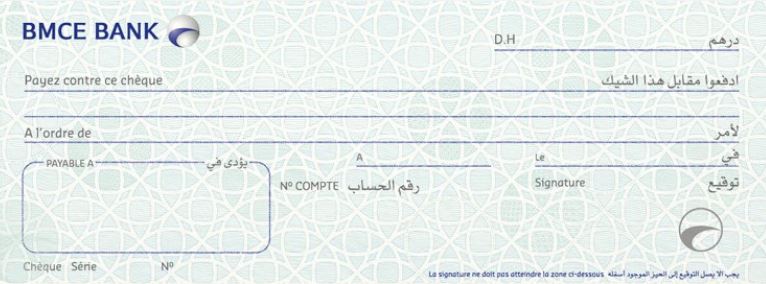 BMCE BANK
D.H درهم
Payez contre ce chèque ادفعوا مقابل هذا الشيك
A l'ordre de لأمر
PAYABLE A يؤدى في A Le في
Nº COMPTE رقم الحساب Signature توقيع
Chèque Série Nº
La signature ne doit pas atteindre la zone ci-dessous يجب ألا يصل التوقيع إلى الحيز الموجود أسفله